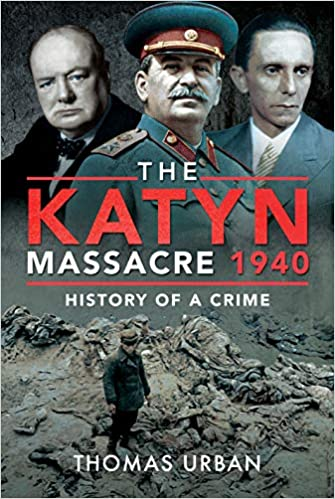 THE
KATYN
MASSACRE 1940
HISTORY OF A CRIME
THOMAS URBAN